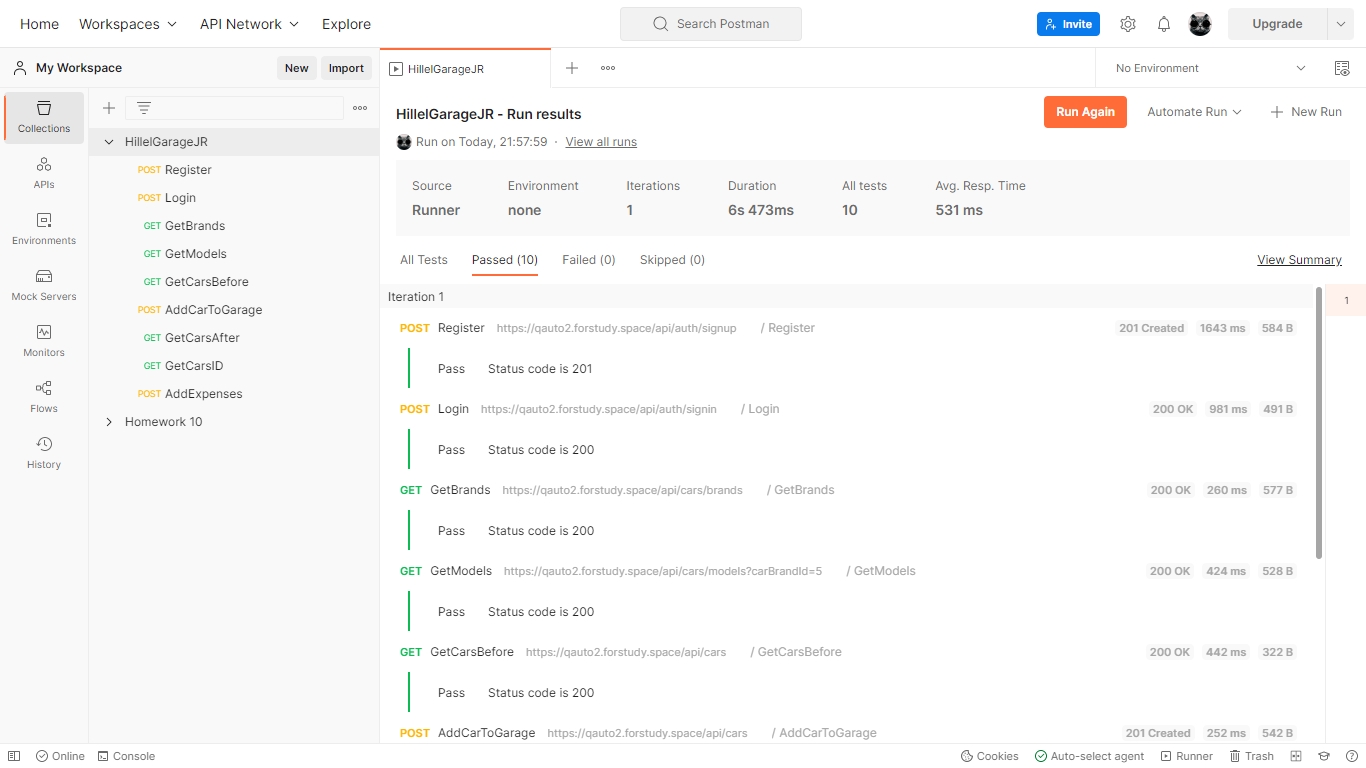 Home Workspaces API Network Explore Search Postman Invite Upgrade
My Workspace New Import HillelGarageJR No Environment
Collections
APIs
Environments
Mock Servers
Monitors
Flows
History
HillelGarageJR
POST Register
POST Login
GET GetBrands
GET GetModels
GET GetCarsBefore
POST AddCarToGarage
GET GetCarsAfter
GET GetCarsID
POST AddExpenses
Homework 10
HillelGarageJR - Run results Run Again Automate Run New Run
Run on Today, 21:57:59 · View all runs
Source Environment Iterations Duration All tests Avg. Resp. Time
Runner none 1 6s 473ms 10 531 ms
All Tests Passed (10) Failed (0) Skipped (0) View Summary
Iteration 1 1
POST Register https://qauto2.forstudy.space/api/auth/signup / Register 201 Created 1643 ms 584 B
Pass Status code is 201
POST Login https://qauto2.forstudy.space/api/auth/signin / Login 200 OK 981 ms 491 B
Pass Status code is 200
GET GetBrands https://qauto2.forstudy.space/api/cars/brands / GetBrands 200 OK 260 ms 577 B
Pass Status code is 200
GET GetModels https://qauto2.forstudy.space/api/cars/models?carBrandId=5 / GetModels 200 OK 424 ms 528 B
Pass Status code is 200
GET GetCarsBefore https://qauto2.forstudy.space/api/cars / GetCarsBefore 200 OK 442 ms 322 B
Pass Status code is 200
POST AddCarToGarage https://qauto2.forstudy.space/api/cars / AddCarToGarage 201 Created 252 ms 542 B
Online Console Cookies Auto-select agent Runner Trash